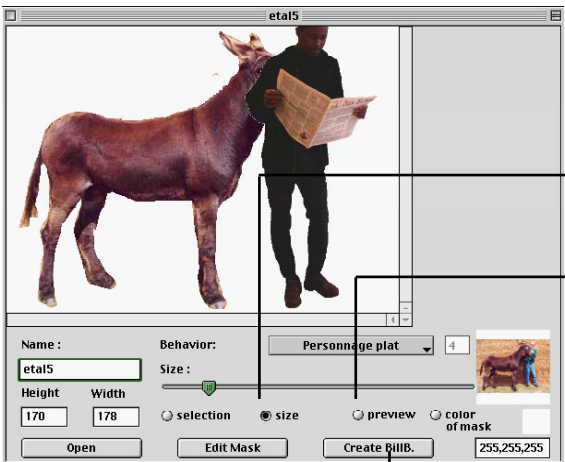 etal5
Name :
Behavior:
Personnage plat
4
etal5
Size :
Height
Width
170
178
selection
size
preview
color
of mask
Open
Edit Mask
Create BillB.
255,255,255